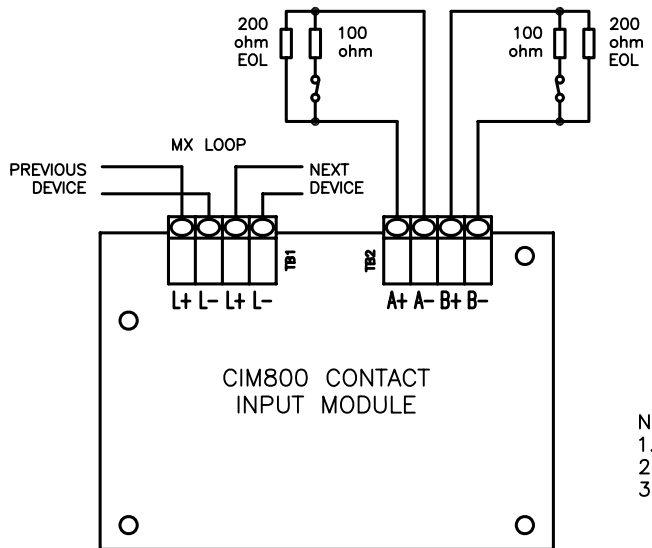 200
ohm
EOL
100
ohm
100
ohm
200
ohm
EOL
MX LOOP
PREVIOUS
DEVICE
NEXT
DEVICE
TB1
TB2
L+ L- L+ L-
A+ A- B+ B-
CIM800 CONTACT
INPUT MODULE
N
1.
2
3